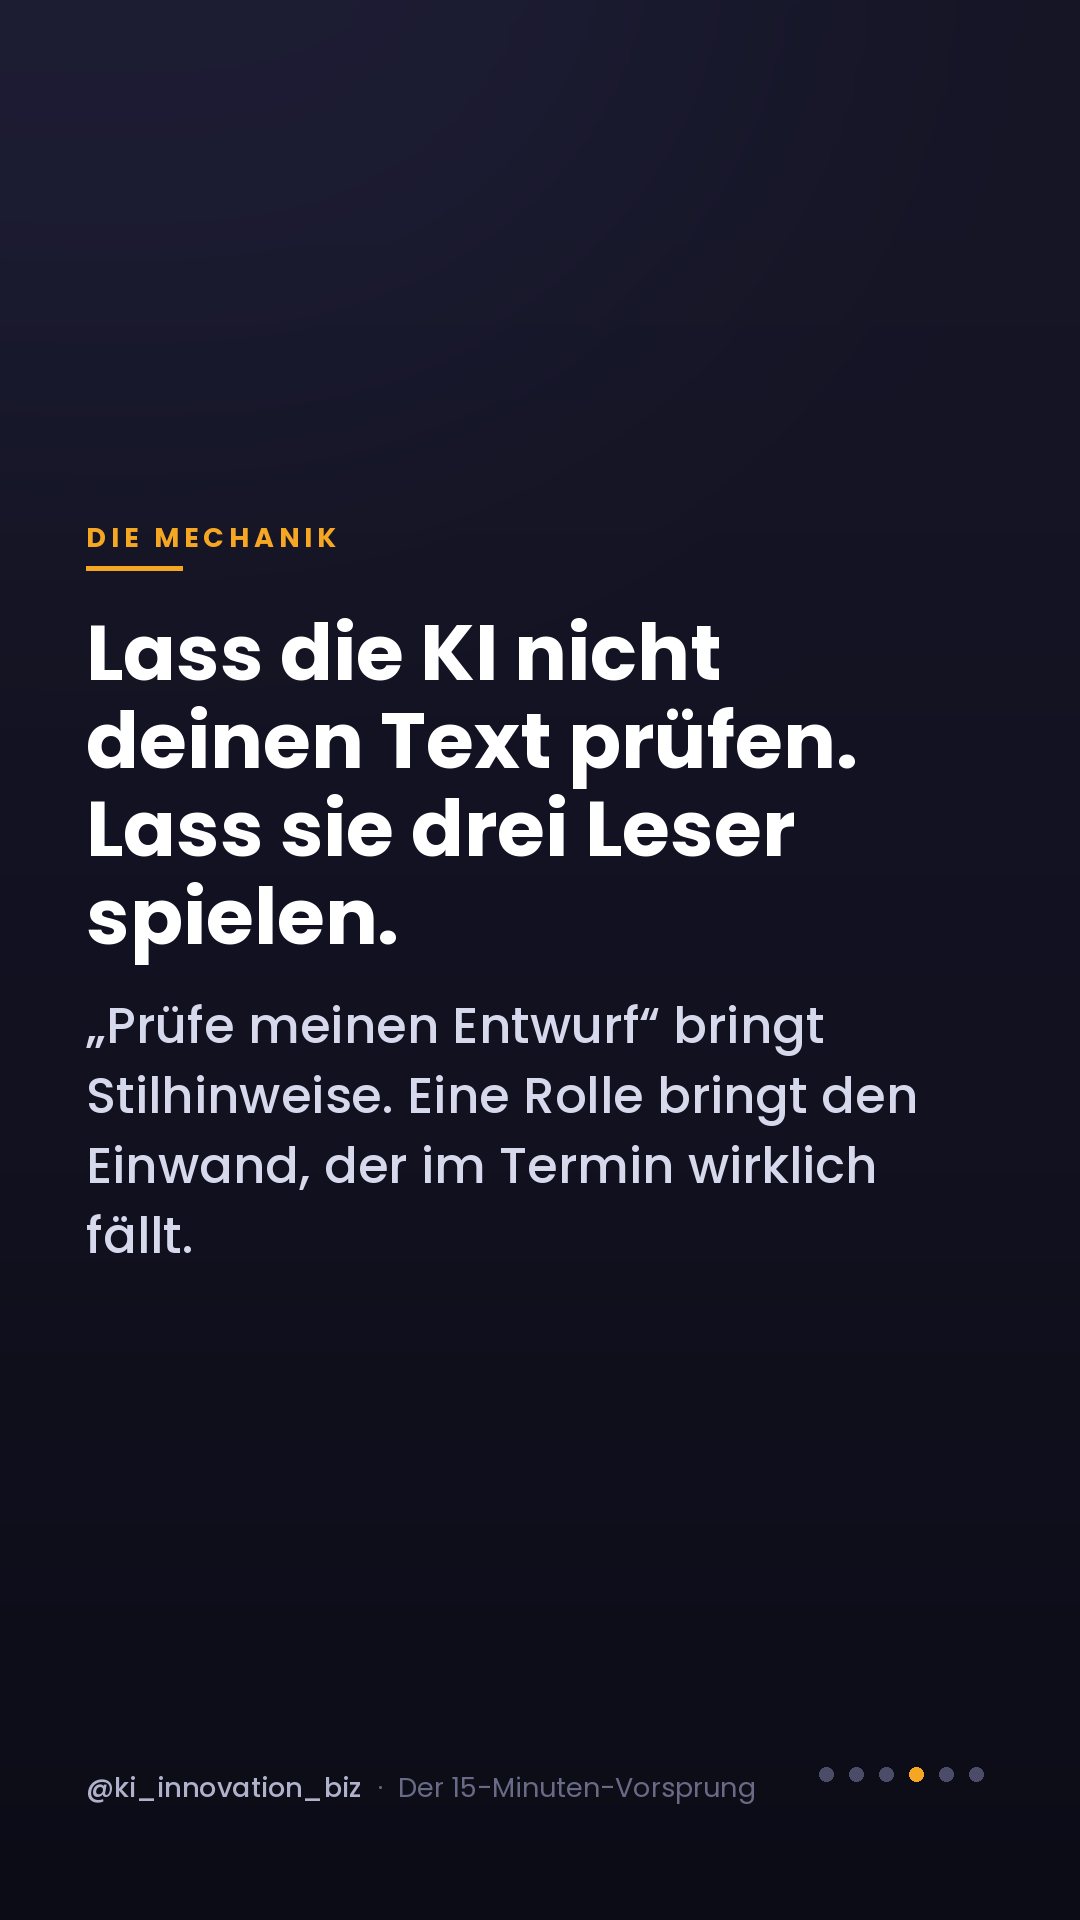 DIE MECHANIK
Lass die KI nicht
deinen Text prüfen.
Lass sie drei Leser
spielen.
„Prüfe meinen Entwurf“ bringt
Stilhinweise. Eine Rolle bringt den
Einwand, der im Termin wirklich
fällt.
@ki_innovation_biz · Der 15-Minuten-Vorsprung